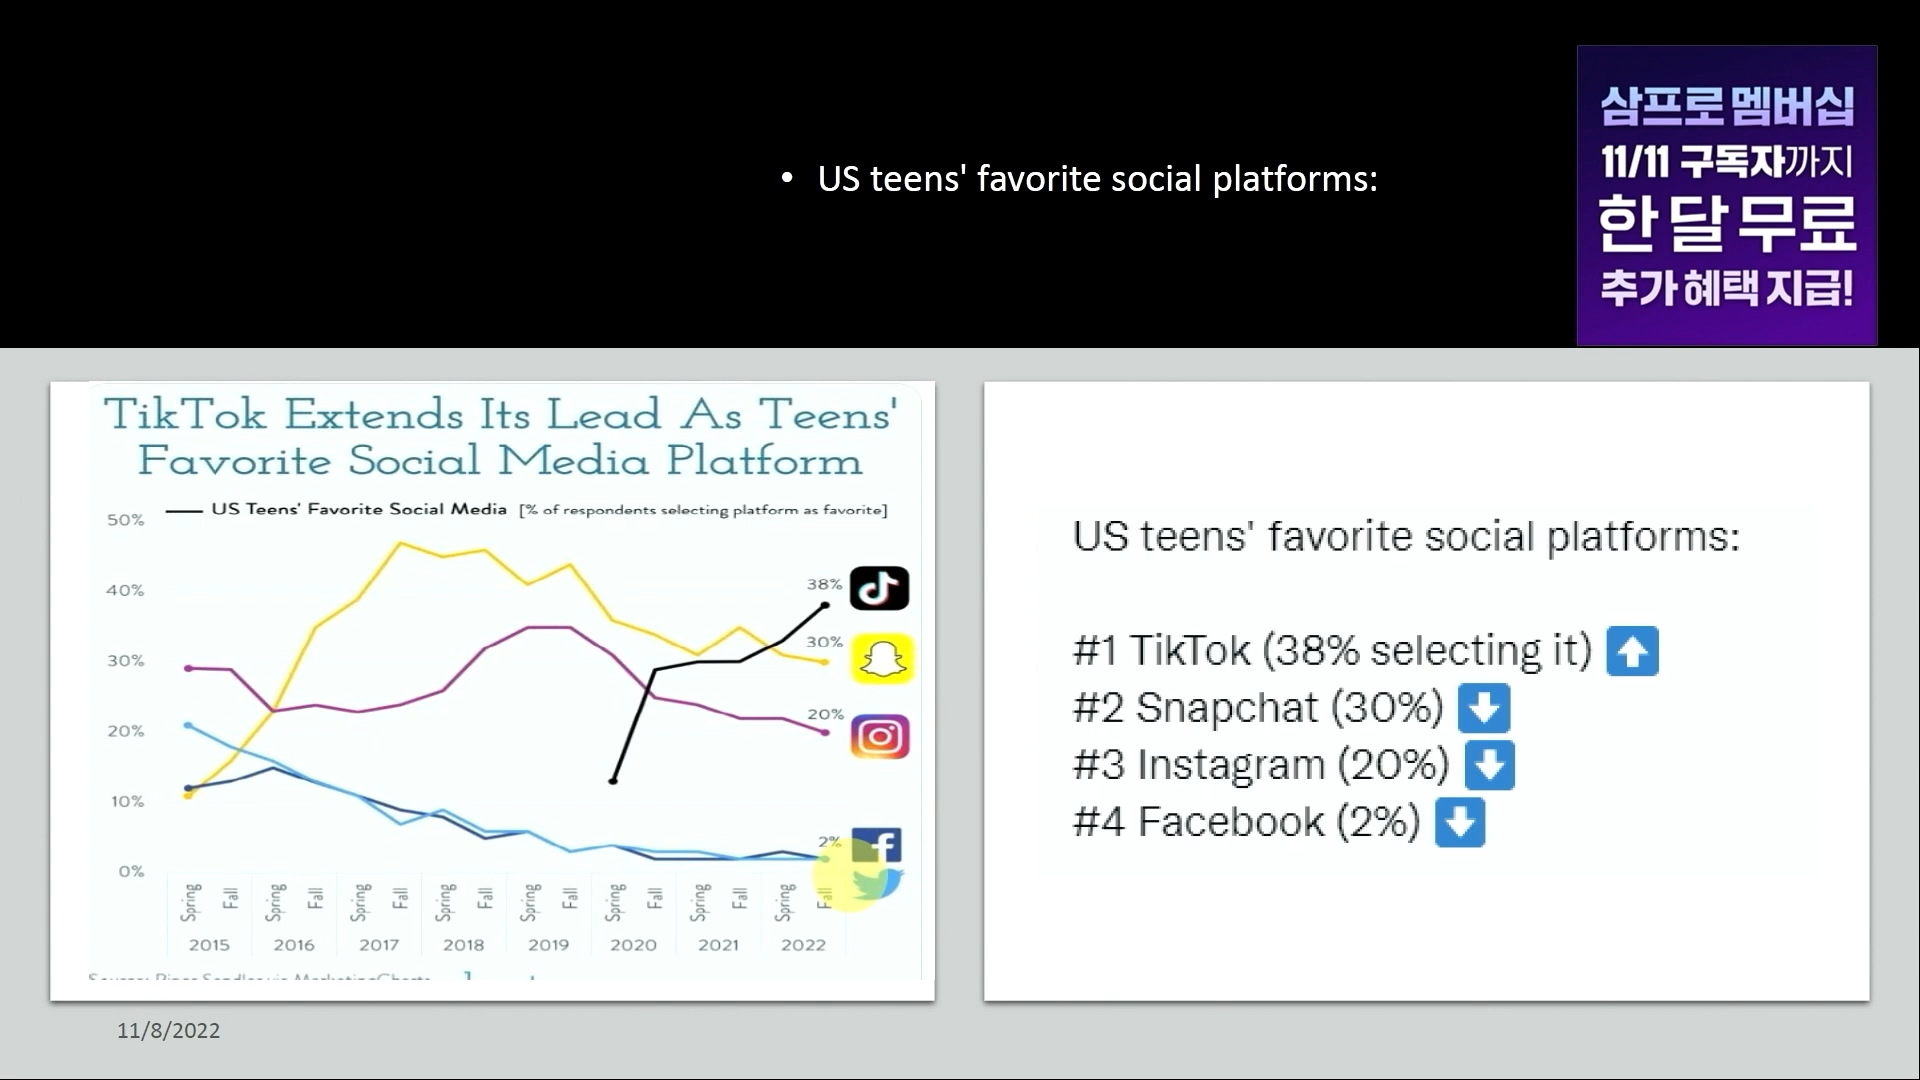 • US teens' favorite social platforms:
삼프로 멤버십
11/11 구독자까지
한 달 무료
추가 혜택 지급!
TikTok Extends Its Lead As Teens'
Favorite Social Media Platform
US Teens' Favorite Social Media [% of respondents selecting platform as favorite]
50%
40%
30%
20%
10%
0%
38%
30%
20%
2%
Spring Fall Spring Fall Spring Fall Spring Fall Spring Fall Spring Fall Spring Fall Spring Fall
2015 2016 2017 2018 2019 2020 2021 2022
US teens' favorite social platforms:
#1 TikTok (38% selecting it)
#2 Snapchat (30%)
#3 Instagram (20%)
#4 Facebook (2%)
11/8/2022